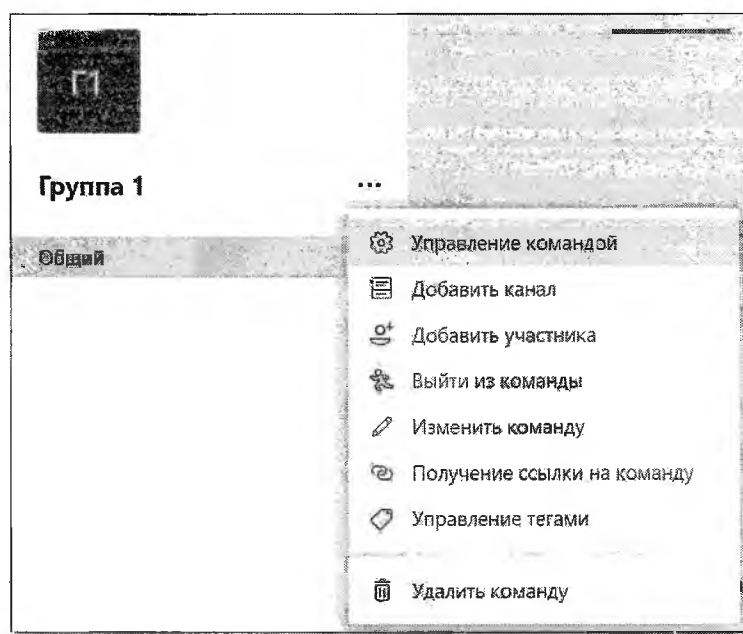 Г1
Группа 1
...
Общий
Управление командой
Добавить канал
Добавить участника
Выйти из команды
Изменить команду
Получение ссылки на команду
Управление тегами
Удалить команду